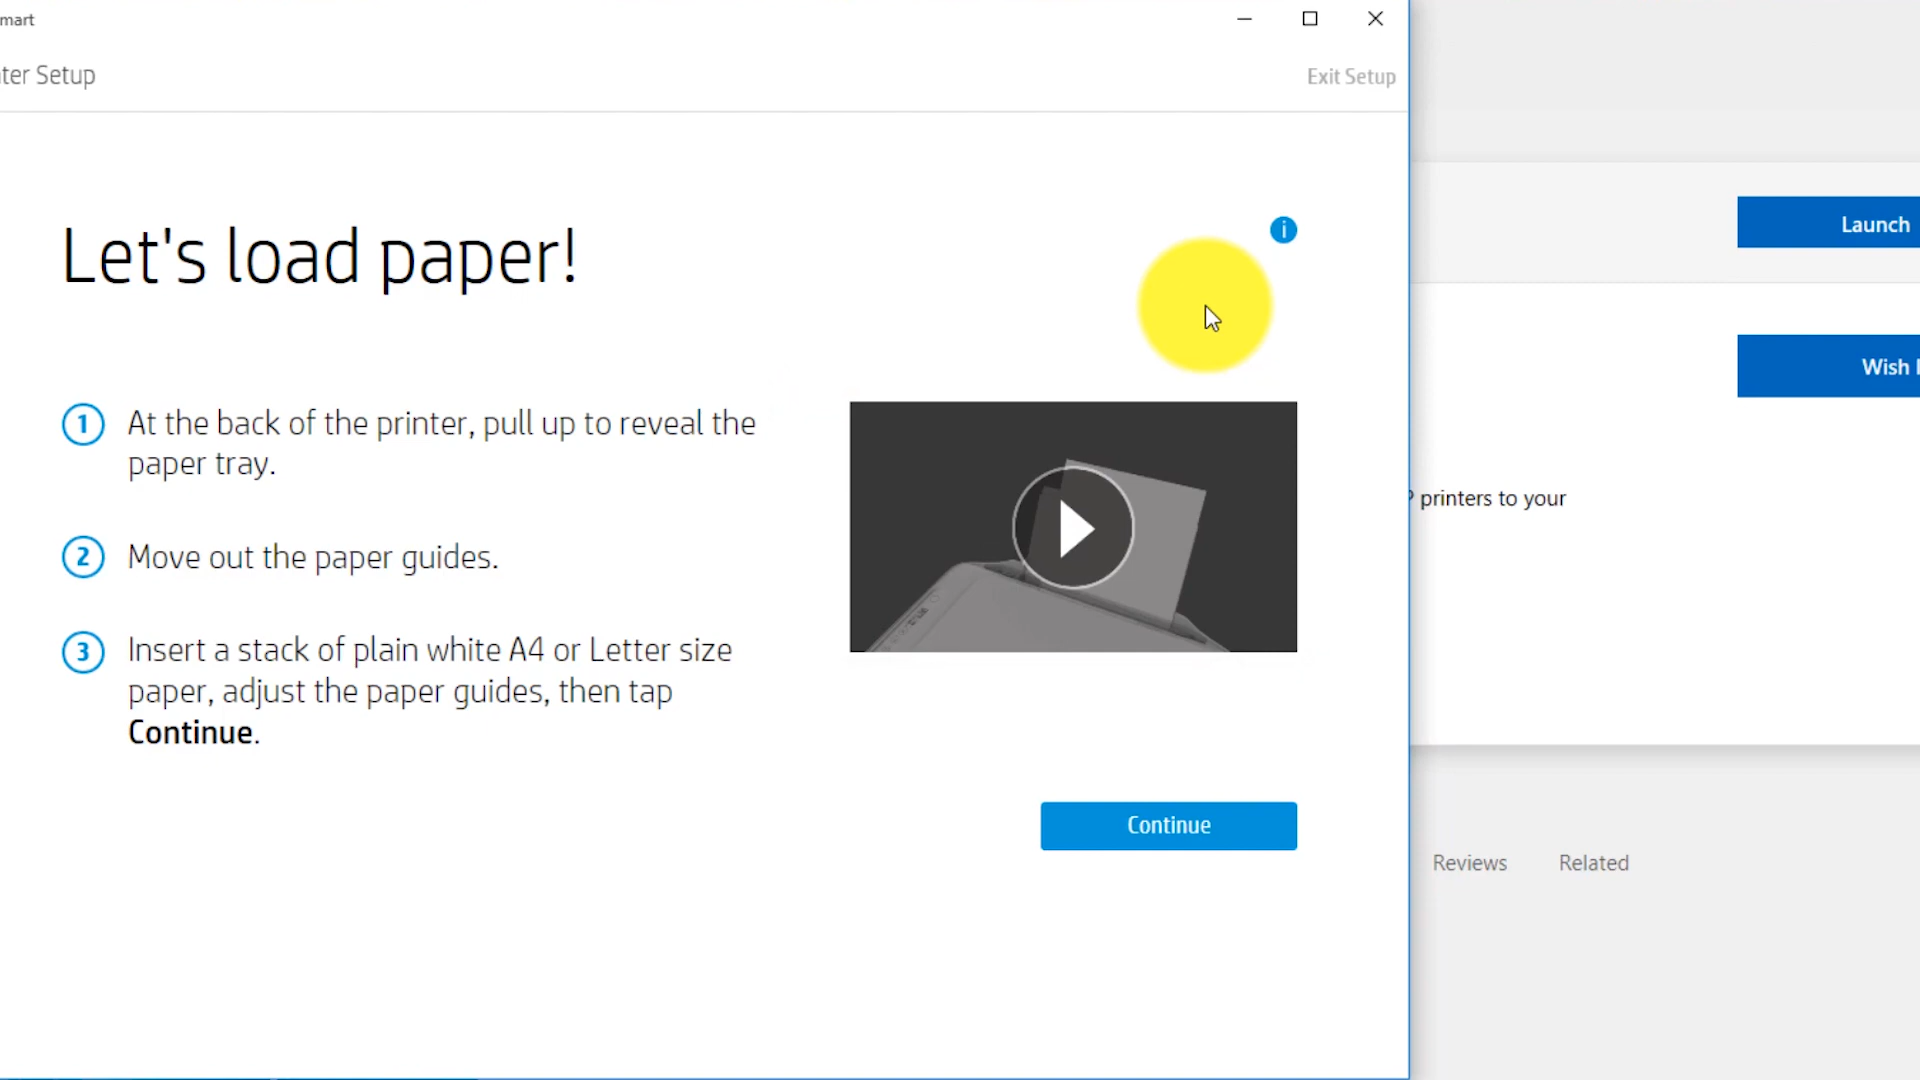 mart
ter Setup
Exit Setup
Launch
Let's load paper!
i
Wish
1 At the back of the printer, pull up to reveal the
paper tray.
printers to your
2 Move out the paper guides.
3 Insert a stack of plain white A4 or Letter size
paper, adjust the paper guides, then tap
Continue.
Continue
Reviews
Related